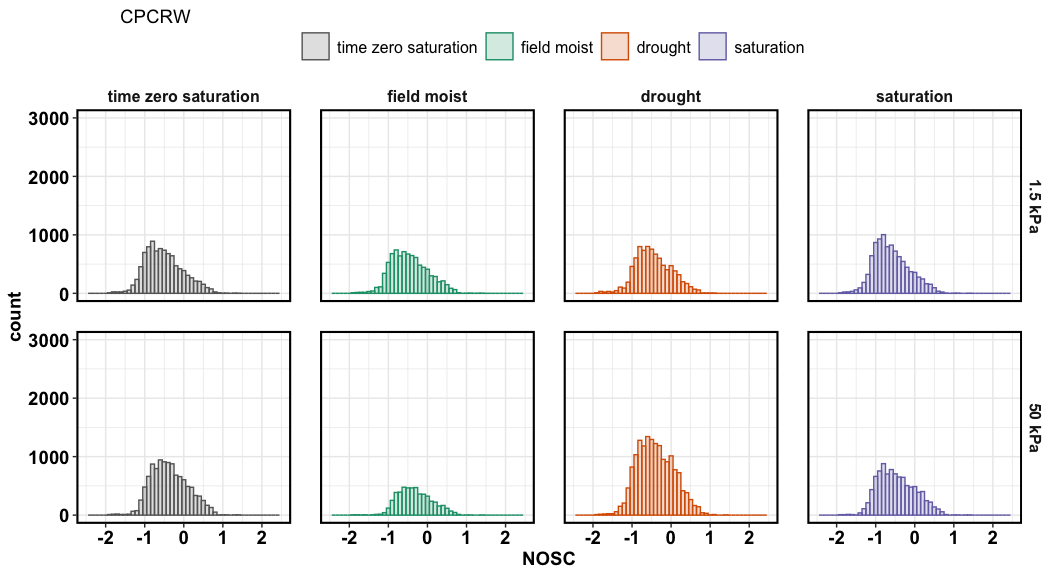 CPCRW
time zero saturation field moist drought saturation
time zero saturation field moist drought saturation
3000
2000
1000
0
1.5 kPa
count
3000
2000
1000
0
50 kPa
-2 -1 0 1 2 -2 -1 0 1 2 -2 -1 0 1 2 -2 -1 0 1 2
NOSC